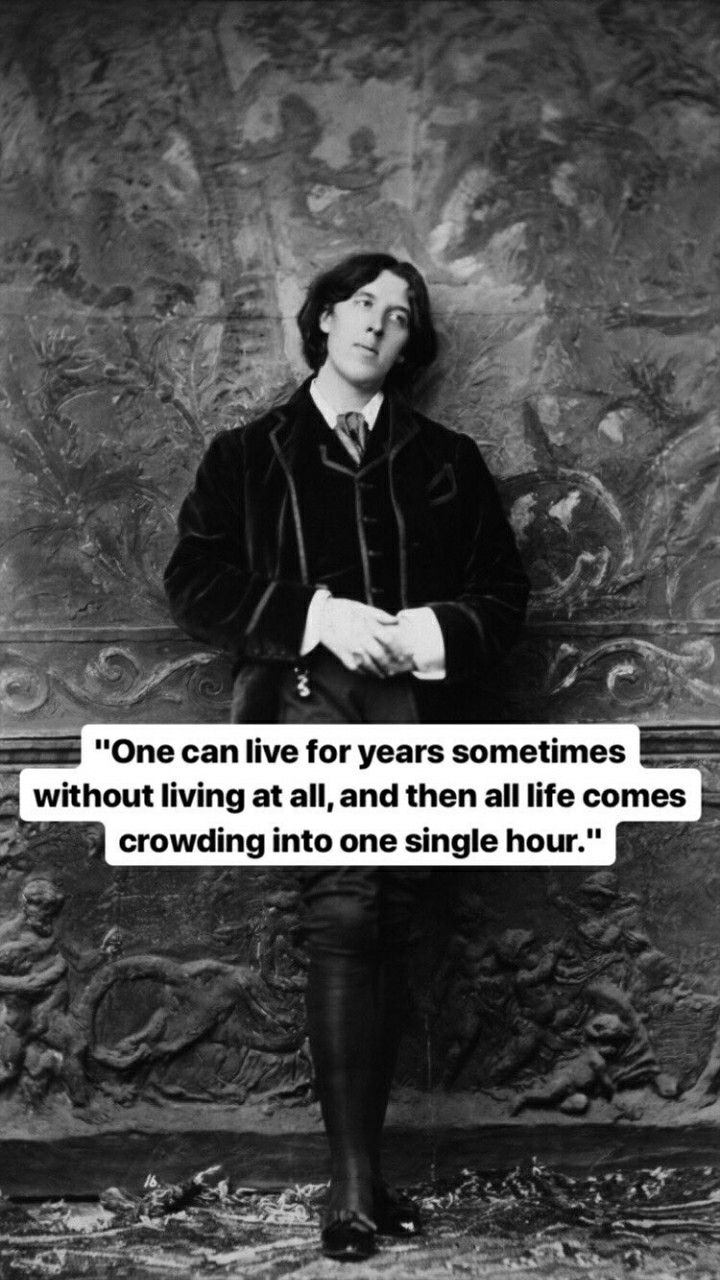 "One can live for years sometimes
without living at all, and then all life comes
crowding into one single hour."
16.